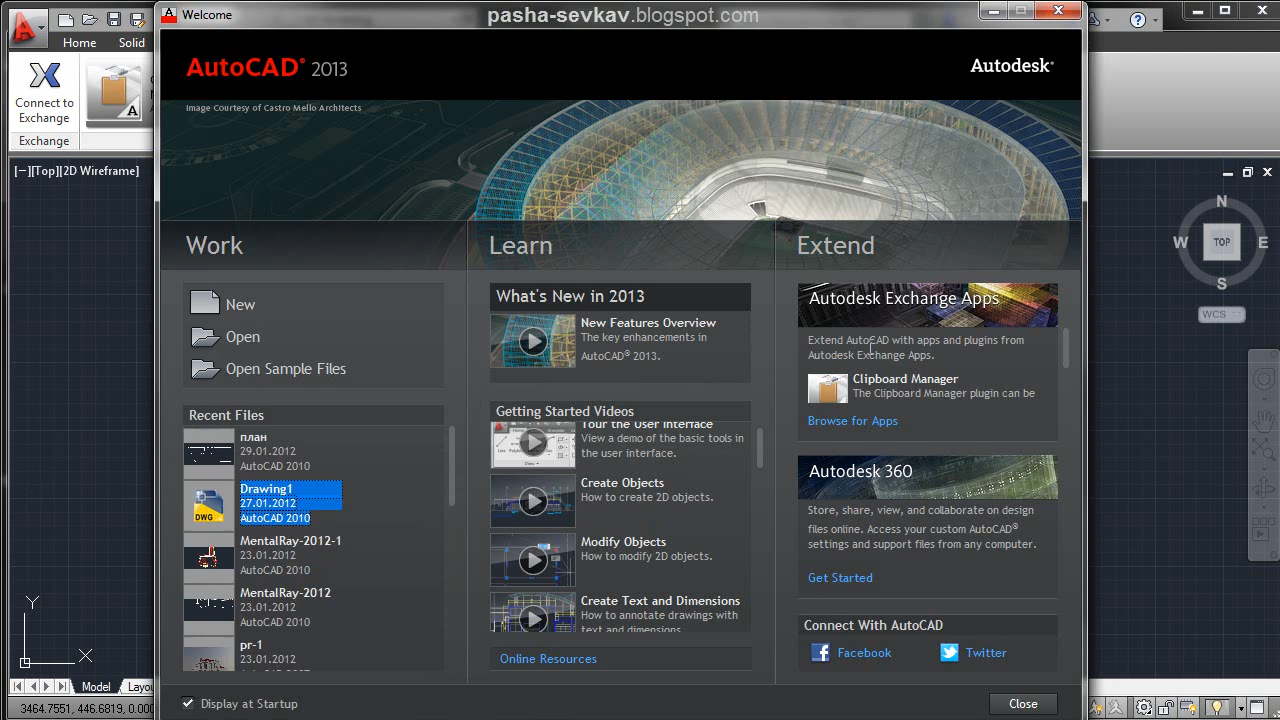 Welcome
pasha-sevkav.blogspot.com
Home Solid
Connect to
Exchange
Exchange
A
[−][Top][2D Wireframe]
AutoCAD® 2013
Autodesk®
Image Courtesy of Castro Mello Architects
Work
New
Open
Open Sample Files
Recent Files
план
29.01.2012
AutoCAD 2010
Drawing1
27.01.2012
AutoCAD 2010
DWG
MentalRay-2012-1
23.01.2012
AutoCAD 2010
MentalRay-2012
23.01.2012
AutoCAD 2010
pr-1
23.01.2012
Learn
What's New in 2013
New Features Overview
The key enhancements in
AutoCAD® 2013.
Getting Started Videos
Tour the User Interface
View a demo of the basic tools in
the user interface.
Create Objects
How to create 2D objects.
Modify Objects
How to modify 2D objects.
Create Text and Dimensions
How to annotate drawings with
text and dimensions.
Online Resources
Extend
Autodesk Exchange Apps
Extend AutoCAD with apps and plugins from
Autodesk Exchange Apps.
Clipboard Manager
The Clipboard Manager plugin can be
Browse for Apps
Autodesk 360
Store, share, view, and collaborate on design
files online. Access your custom AutoCAD®
settings and support files from any computer.
Get Started
Connect With AutoCAD
Facebook
Twitter
N
W TOP E
S
WCS
Y
X
Model Layou
3464.7551, 446.6819, 0.000
Display at Startup
Close